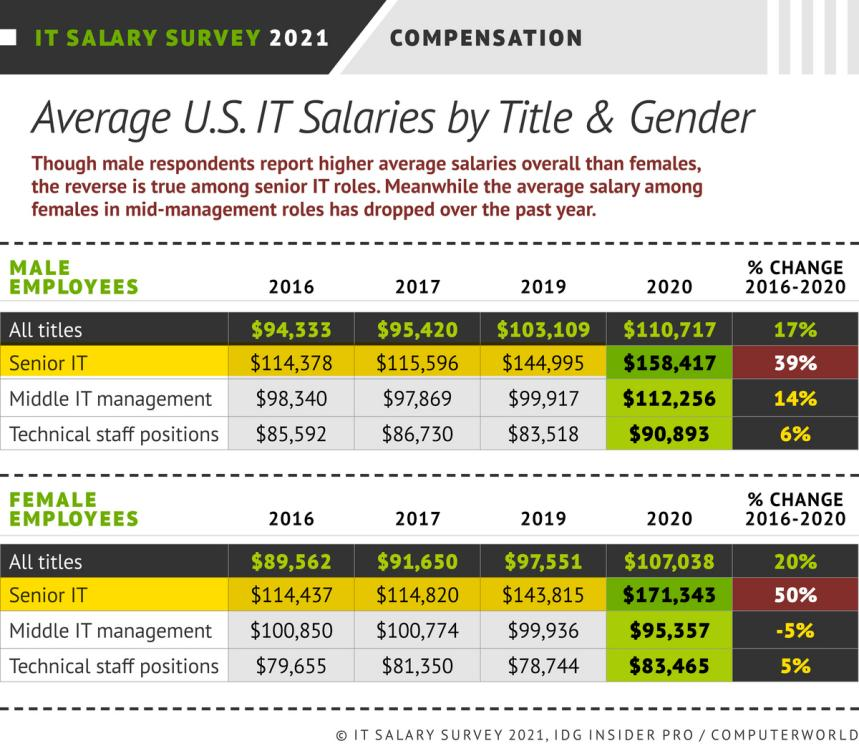 IT SALARY SURVEY 2021 COMPENSATION
Average U.S. IT Salaries by Title & Gender
Though male respondents report higher average salaries overall than females,
the reverse is true among senior IT roles. Meanwhile the average salary among
females in mid-management roles has dropped over the past year.
MALE EMPLOYEES 2016 2017 2019 2020 % CHANGE 2016-2020
All titles $94,333 $95,420 $103,109 $110,717 17%
Senior IT $114,378 $115,596 $144,995 $158,417 39%
Middle IT management $98,340 $97,869 $99,917 $112,256 14%
Technical staff positions $85,592 $86,730 $83,518 $90,893 6%
FEMALE EMPLOYEES 2016 2017 2019 2020 % CHANGE 2016-2020
All titles $89,562 $91,650 $97,551 $107,038 20%
Senior IT $114,437 $114,820 $143,815 $171,343 50%
Middle IT management $100,850 $100,774 $99,936 $95,357 -5%
Technical staff positions $79,655 $81,350 $78,744 $83,465 5%
© IT SALARY SURVEY 2021, IDG INSIDER PRO / COMPUTERWORLD